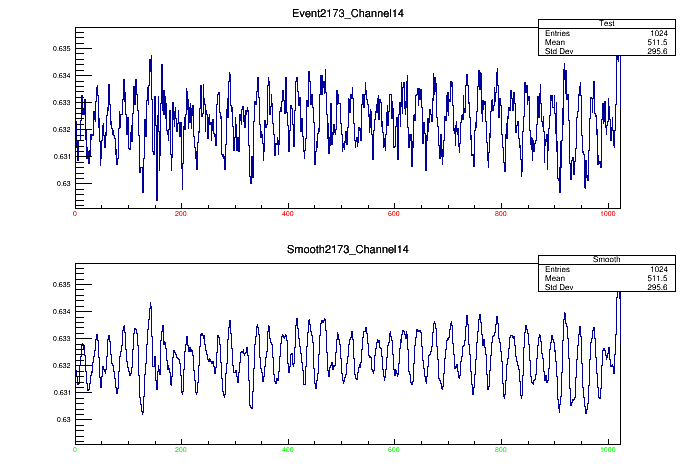 Event2173_Channel14
Test
Entries 1024
Mean 511.5
Std Dev 295.6
0.635
0.634
0.633
0.632
0.631
0.63
0 200 400 600 800 1000
Smooth2173_Channel14
Smooth
Entries 1024
Mean 511.5
Std Dev 295.6
0.635
0.634
0.633
0.632
0.631
0.63
0 200 400 600 800 1000